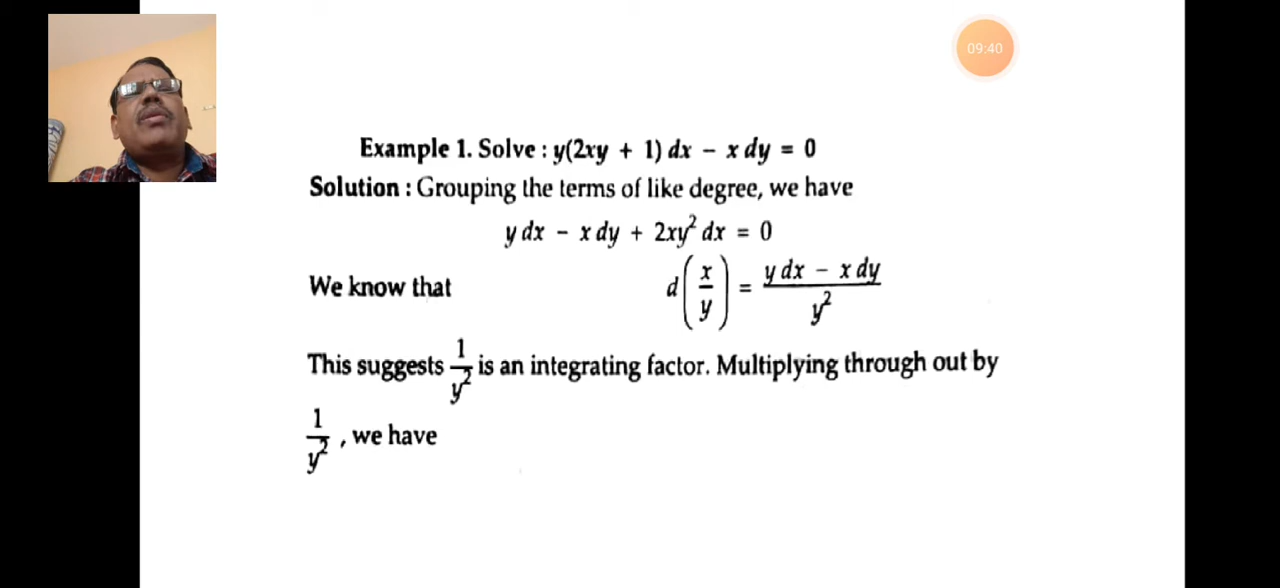 09:40
Example 1. Solve : y(2xy + 1) dx − x dy = 0
Solution : Grouping the terms of like degree, we have
y dx − x dy + 2xy² dx = 0
We know that d(x/y) = (y dx − x dy)/y²
This suggests 1/y² is an integrating factor. Multiplying through out by
1/y² , we have